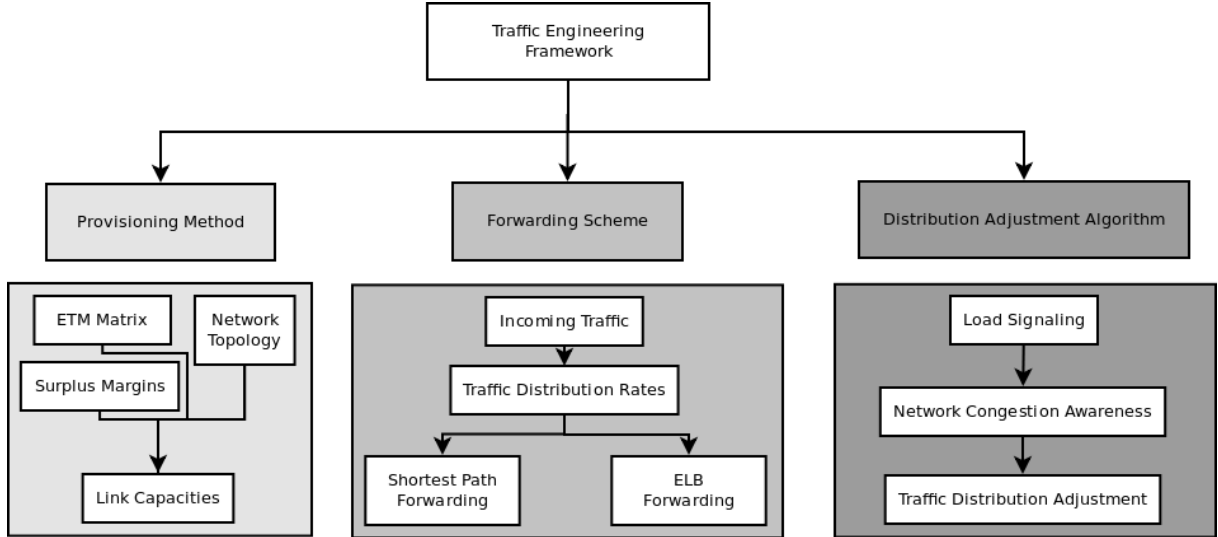 Traffic Engineering
Framework
Provisioning Method
Forwarding Scheme
Distribution Adjustment Algorithm
ETM Matrix
Network
Topology
Surplus Margins
Link Capacities
Incoming Traffic
Traffic Distribution Rates
Shortest Path
Forwarding
ELB
Forwarding
Load Signaling
Network Congestion Awareness
Traffic Distribution Adjustment